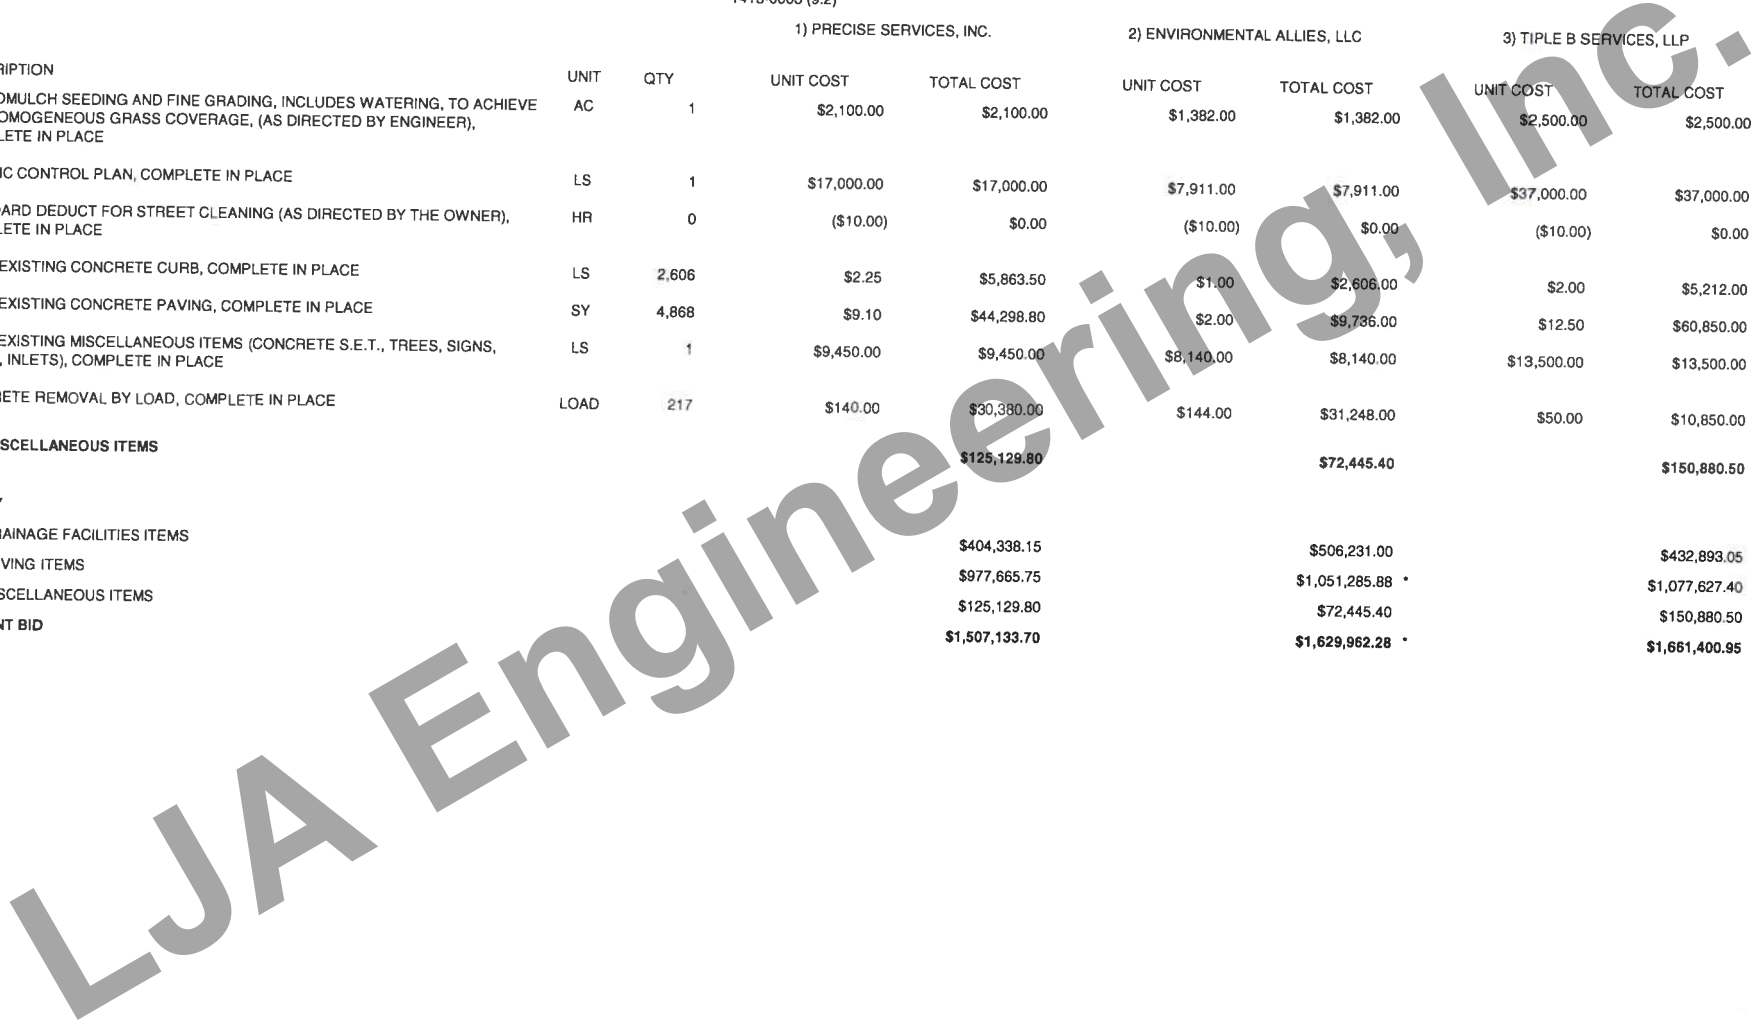 1) PRECISE SERVICES, INC. 2) ENVIRONMENTAL ALLIES, LLC 3) TIPLE B SERVICES, LLP
RIPTION UNIT QTY UNIT COST TOTAL COST UNIT COST TOTAL COST UNIT COST TOTAL COST
OMULCH SEEDING AND FINE GRADING, INCLUDES WATERING, TO ACHIEVE AC 1 $2,100.00 $2,100.00 $1,382.00 $1,382.00 $2,500.00 $2,500.00
OMOGENEOUS GRASS COVERAGE, (AS DIRECTED BY ENGINEER),
LETE IN PLACE
IC CONTROL PLAN, COMPLETE IN PLACE LS 1 $17,000.00 $17,000.00 $7,911.00 $7,911.00 $37,000.00 $37,000.00
ARD DEDUCT FOR STREET CLEANING (AS DIRECTED BY THE OWNER), HR 0 ($10.00) $0.00 ($10.00) $0.00 ($10.00) $0.00
LETE IN PLACE
EXISTING CONCRETE CURB, COMPLETE IN PLACE LS 2,606 $2.25 $5,863.50 $1.00 $2,606.00 $2.00 $5,212.00
EXISTING CONCRETE PAVING, COMPLETE IN PLACE SY 4,868 $9.10 $44,298.80 $2.00 $9,736.00 $12.50 $60,850.00
EXISTING MISCELLANEOUS ITEMS (CONCRETE S.E.T., TREES, SIGNS, LS 1 $9,450.00 $9,450.00 $8,140.00 $8,140.00 $13,500.00 $13,500.00
, INLETS), COMPLETE IN PLACE
ETE REMOVAL BY LOAD, COMPLETE IN PLACE LOAD 217 $140.00 $30,380.00 $144.00 $31,248.00 $50.00 $10,850.00
SCELLANEOUS ITEMS $125,129.80 $72,445.40 $150,880.50
AINAGE FACILITIES ITEMS $404,338.15 $506,231.00 $432,893.05
VING ITEMS $977,665.75 $1,051,285.88 * $1,077,627.40
SCELLANEOUS ITEMS $125,129.80 $72,445.40 $150,880.50
NT BID $1,507,133.70 $1,629,962.28 * $1,661,400.95
LJA Engineering, Inc.